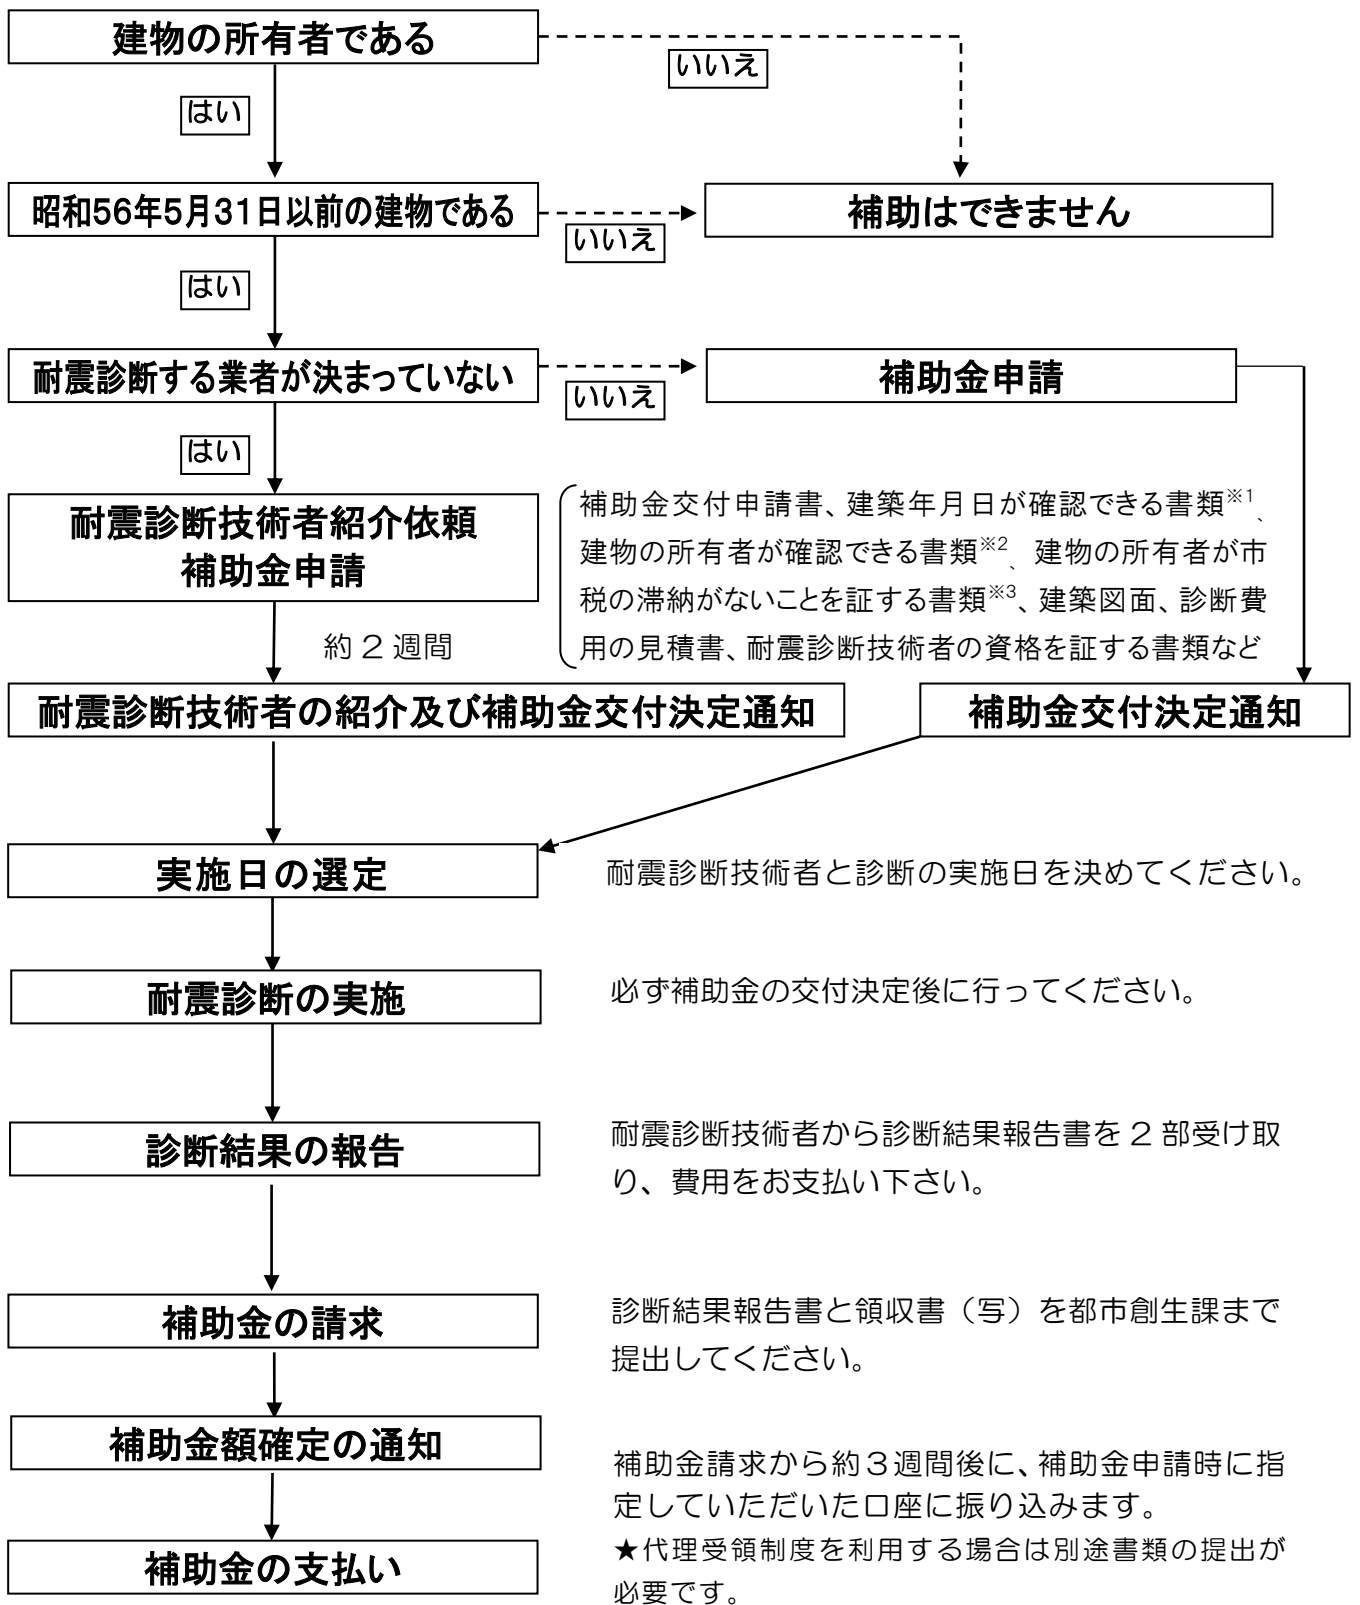 建物の所有者である
いいえ
はい
昭和56年5月31日以前の建物である
補助はできません
いいえ
はい
耐震診断する業者が決まっていない
補助金申請
いいえ
はい
耐震診断技術者紹介依頼
補助金申請
補助金交付申請書、建築年月日が確認できる書類※1、
建物の所有者が確認できる書類※2、建物の所有者が市
税の滞納がないことを証する書類※3、建築図面、診断費
用の見積書、耐震診断技術者の資格を証する書類など
約2週間
耐震診断技術者の紹介及び補助金交付決定通知
補助金交付決定通知
実施日の選定
耐震診断技術者と診断の実施日を決めてください。
耐震診断の実施
必ず補助金の交付決定後に行ってください。
診断結果の報告
耐震診断技術者から診断結果報告書を2部受け取
り、費用をお支払い下さい。
補助金の請求
診断結果報告書と領収書（写）を都市創生課まで
提出してください。
補助金額確定の通知
補助金請求から約3週間後に、補助金申請時に指
定していただいた口座に振り込みます。
補助金の支払い
★代理受領制度を利用する場合は別途書類の提出が
必要です。